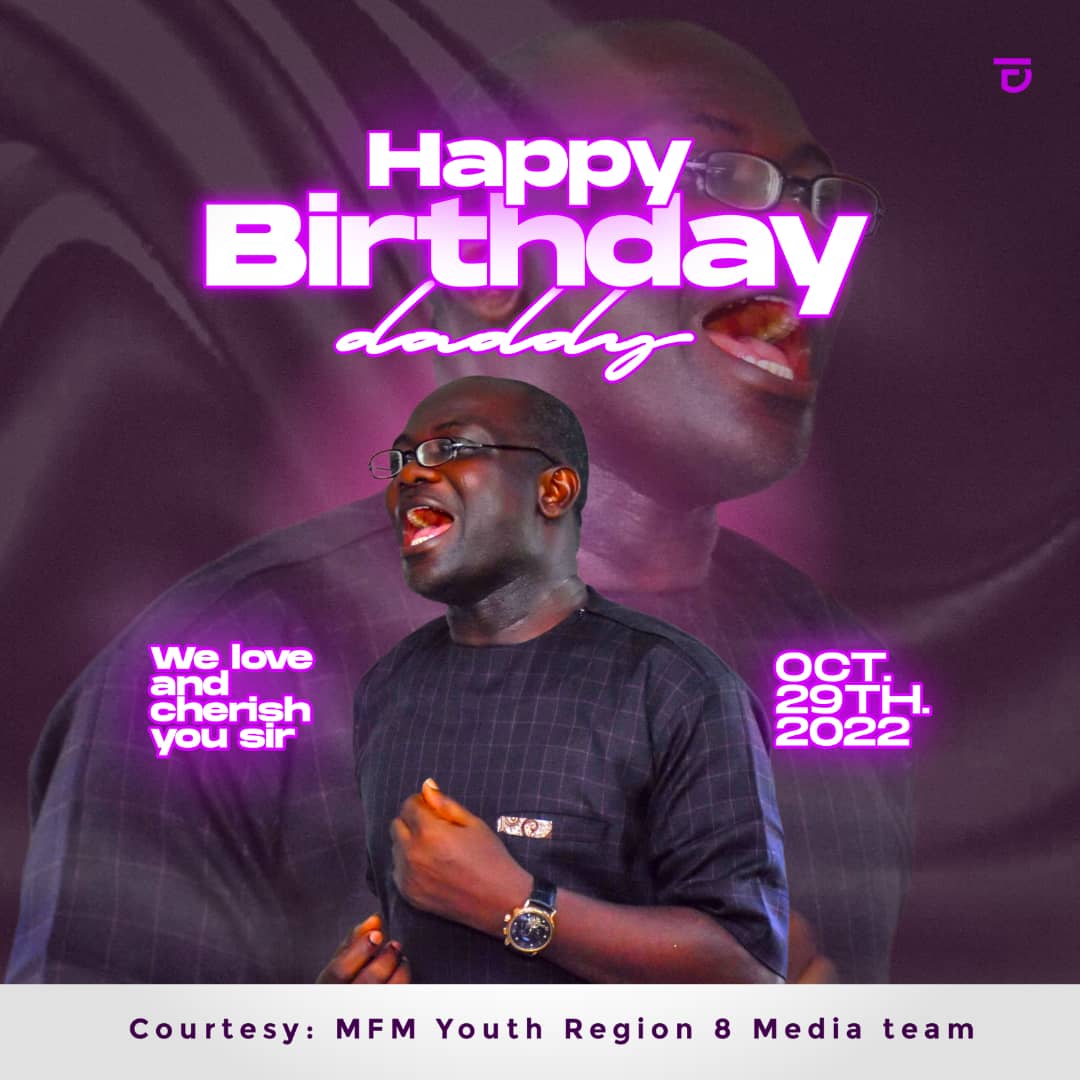 Happy
Birthday
daddy
We love
and
cherish
you sir
OCT.
29TH.
2022
Courtesy: MFM Youth Region 8 Media team